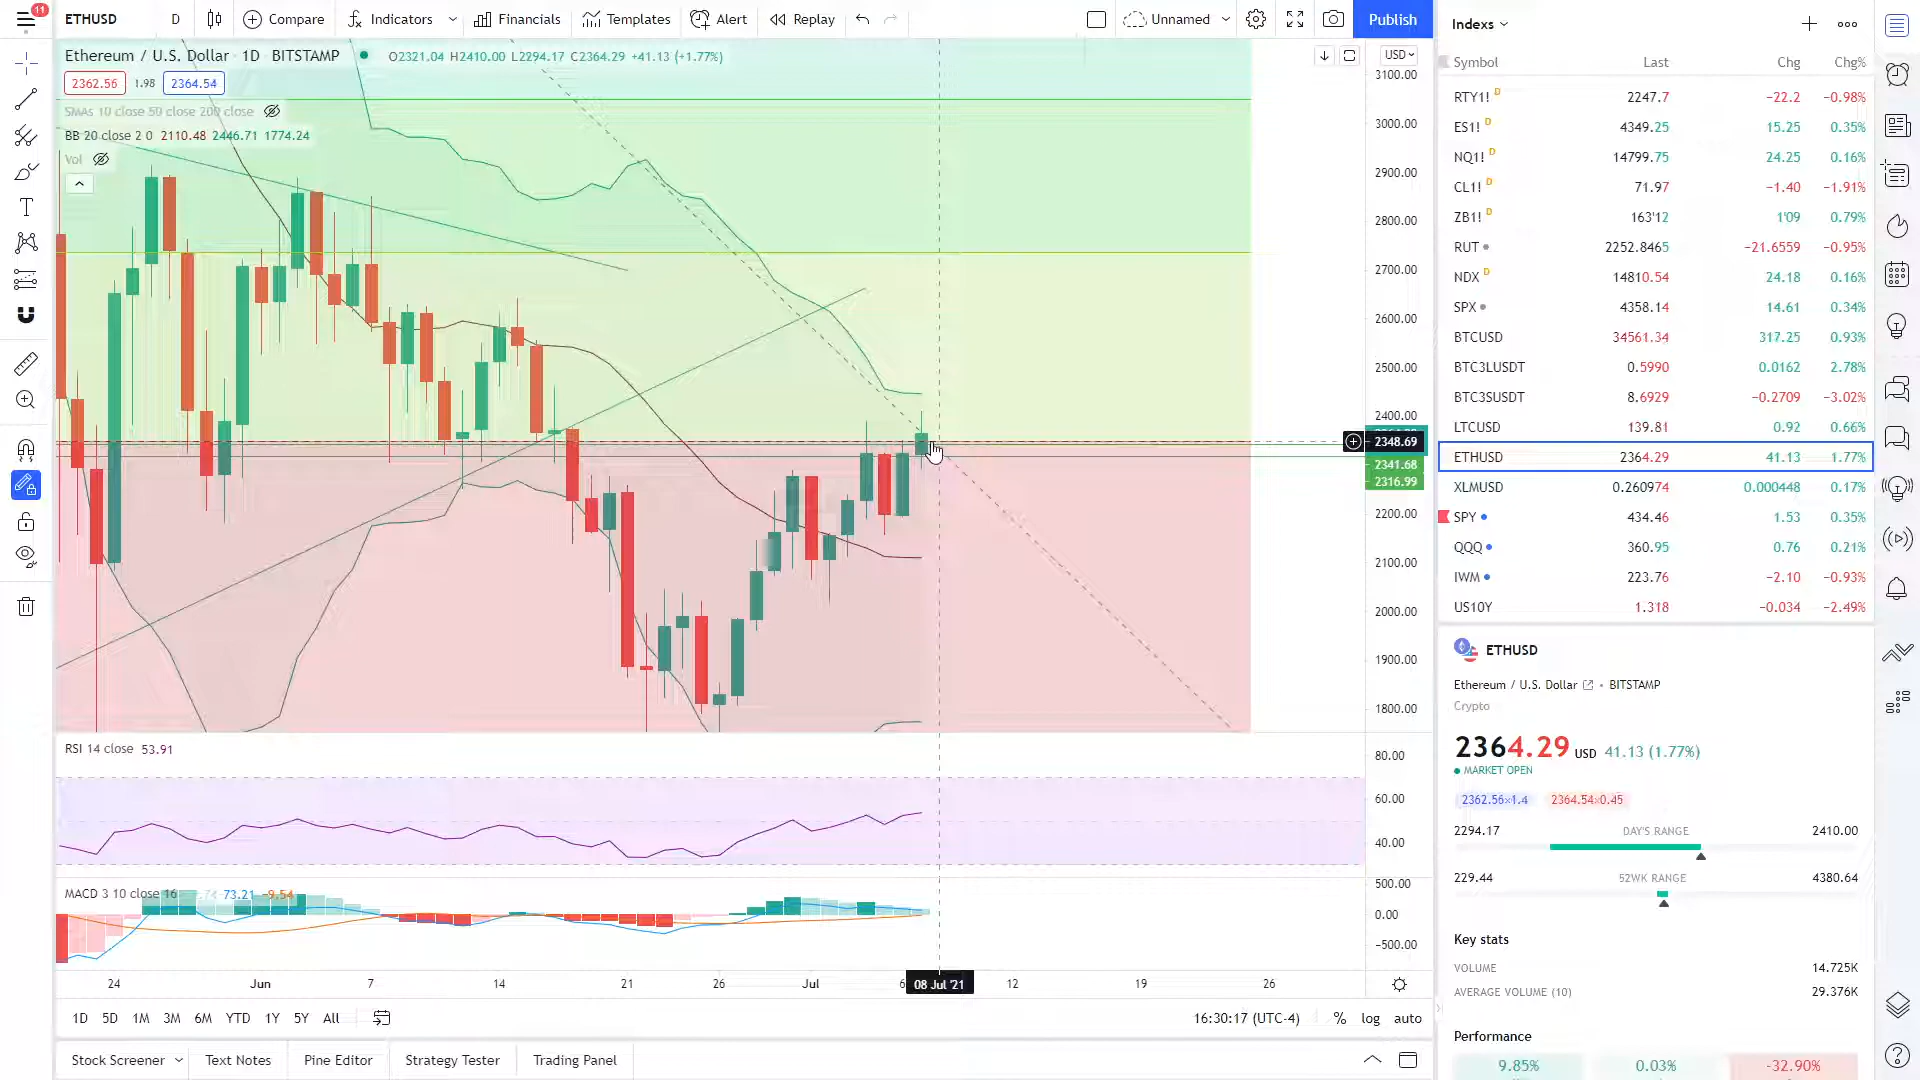 11
ETHUSD D Compare Indicators Financials Templates Alert Replay Unnamed Publish
Ethereum / U.S. Dollar · 1D · BITSTAMP O2321.04 H2410.00 L2294.17 C2364.29 +41.13 (+1.77%)
2362.56 1.98 2364.54
SMAs 10 close 50 close 200 close
BB 20 close 2 0 2110.48 2446.71 1774.24
Vol
USD
3100.00
3000.00
2900.00
2800.00
2700.00
2600.00
2500.00
2400.00
2348.69
2341.68
2316.99
2200.00
2100.00
2000.00
1900.00
1800.00
RSI 14 close 53.91
80.00
60.00
40.00
MACD 3 10 close 16 73.21 −9.54
500.00
0.00
−500.00
24 Jun 7 14 21 26 Jul 6 08 Jul '21 12 19 26
1D 5D 1M 3M 6M YTD 1Y 5Y All 16:30:17 (UTC-4) % log auto
Stock Screener Text Notes Pine Editor Strategy Tester Trading Panel
Indexs
Symbol Last Chg Chg%
RTY1! D 2247.7 −22.2 −0.98%
ES1! D 4349.25 15.25 0.35%
NQ1! D 14799.75 24.25 0.16%
CL1! D 71.97 −1.40 −1.91%
ZB1! D 163'12 1'09 0.79%
RUT 2252.8465 −21.6559 −0.95%
NDX D 14810.54 24.18 0.16%
SPX 4358.14 14.61 0.34%
BTCUSD 34561.34 317.25 0.93%
BTC3LUSDT 0.5990 0.0162 2.78%
BTC3SUSDT 8.6929 −0.2709 −3.02%
LTCUSD 139.81 0.92 0.66%
ETHUSD 2364.29 41.13 1.77%
XLMUSD 0.260974 0.000448 0.17%
SPY 434.46 1.53 0.35%
QQQ 360.95 0.76 0.21%
IWM 223.76 −2.10 −0.93%
US10Y 1.318 −0.034 −2.49%
ETHUSD
Ethereum / U.S. Dollar • BITSTAMP
Crypto
2364.29 USD 41.13 (1.77%)
MARKET OPEN
2362.56×1.4 2364.54×0.45
2294.17 DAY'S RANGE 2410.00
229.44 52WK RANGE 4380.64
Key stats
VOLUME 14.725K
AVERAGE VOLUME (10) 29.376K
Performance
9.85% 0.03% -32.90%